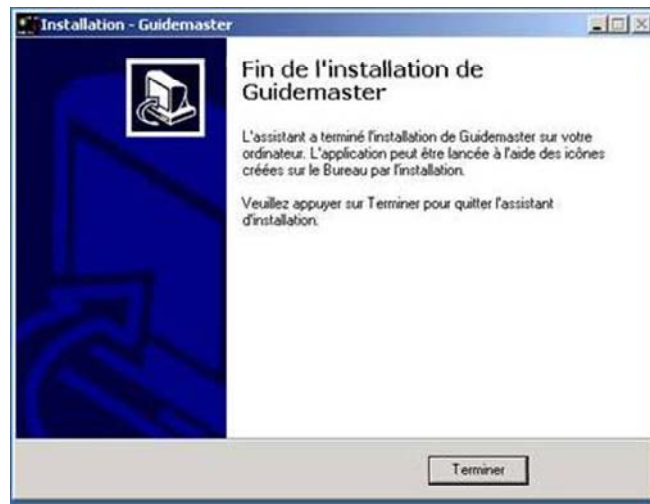 Installation - Guidemaster
Fin de l'installation de
Guidemaster
L'assistant a terminé l'installation de Guidemaster sur votre
ordinateur. L'application peut être lancée à l'aide des icônes
créées sur le Bureau par l'installation.
Veuillez appuyer sur Terminer pour quitter l'assistant
d'installation.
Terminer